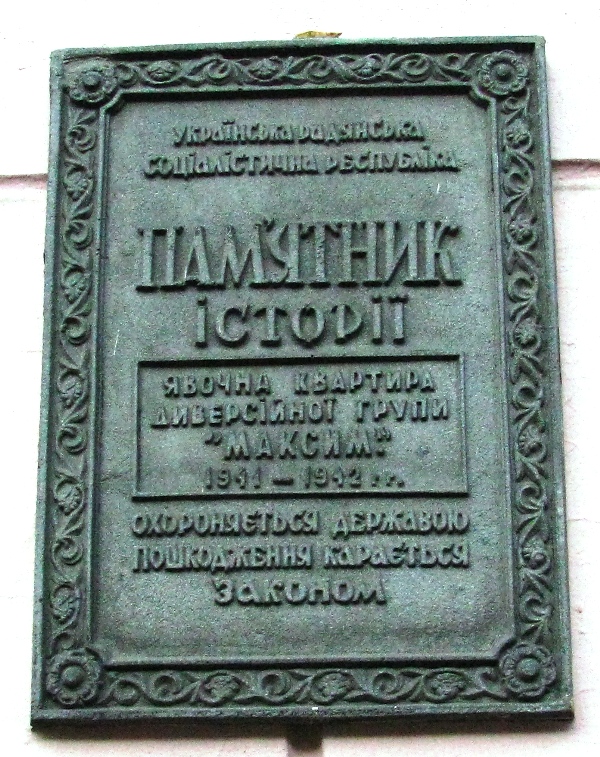 УКРАЇНСЬКА РАДЯНСЬКА
СОЦІАЛІСТИЧНА РЕСПУБЛІКА
ПАМ'ЯТНИК
ІСТОРІЇ
ЯВОЧНА КВАРТИРА
ДИВЕРСІЙНОЇ ГРУПИ
"МАКСИМ"
1941 — 1942 г г.
ОХОРОНЯЄТЬСЯ ДЕРЖАВОЮ
ПОШКОДЖЕННЯ КАРАЄТЬСЯ
ЗАКОНОМ